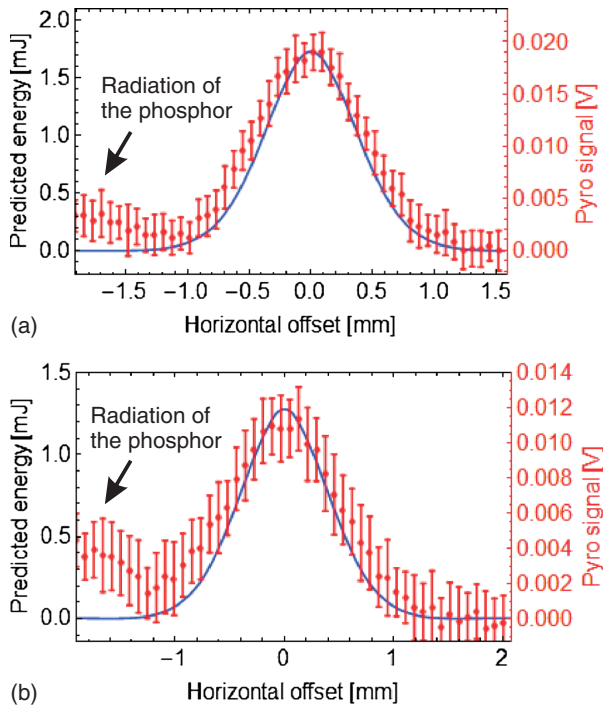 2.0
1.5
1.0
0.5
0.0
Predicted energy [mJ]
Radiation of
the phosphor
0.020
0.015
0.010
0.005
0.000
Pyro signal [V]
−1.5 −1.0 −0.5 0.0 0.5 1.0 1.5
Horizontal offset [mm]
(a)
1.5
1.0
0.5
0.0
Predicted energy [mJ]
Radiation of
the phosphor
0.014
0.012
0.010
0.008
0.006
0.004
0.002
0.000
Pyro signal [V]
−1 0 1 2
Horizontal offset [mm]
(b)